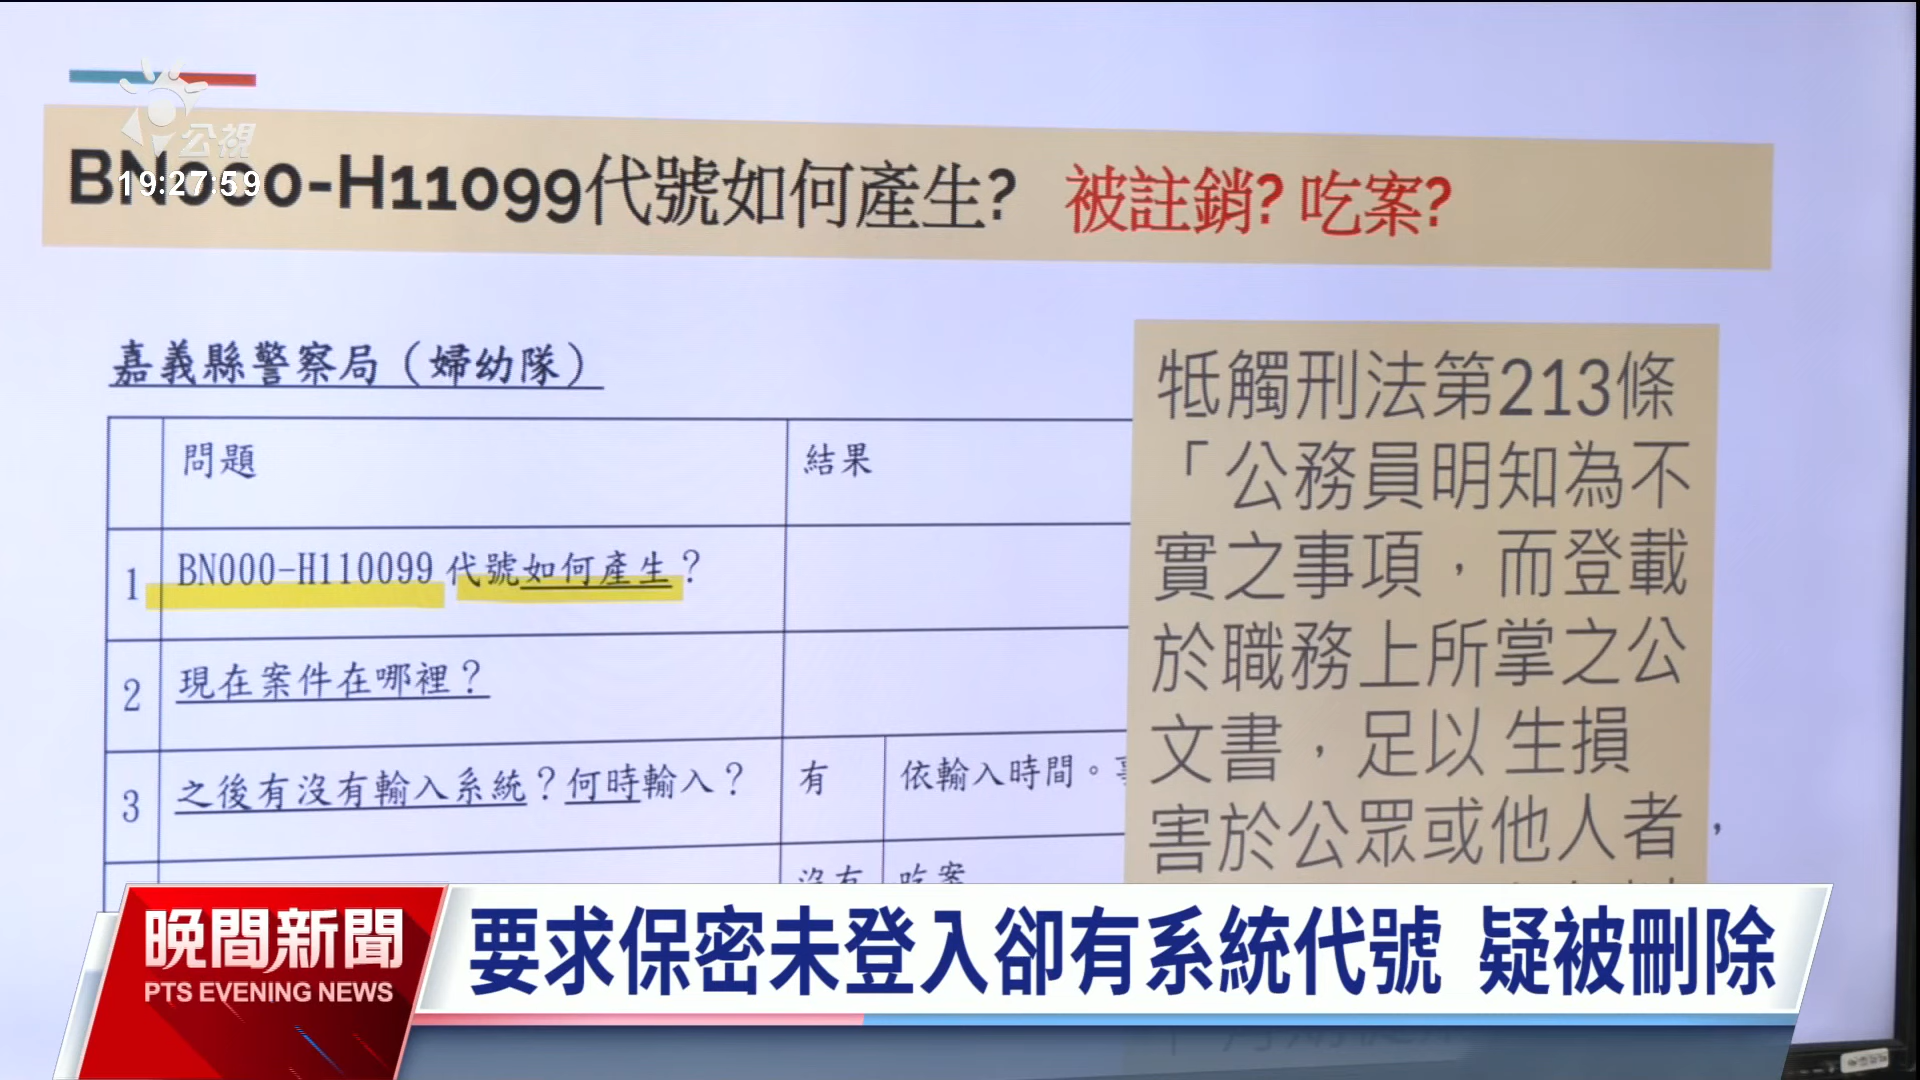 公視
19:27:59
BN000-H11099代號如何產生? 被註銷? 吃案?
嘉義縣警察局（婦幼隊）
問題 結果
1 BN000-H110099 代號如何產生？
2 現在案件在哪裡？
3 之後有沒有輸入系統？何時輸入？ 有 依輸入時間。
沒有 吃案
牴觸刑法第213條
「公務員明知為不
實之事項，而登載
於職務上所掌之公
文書，足以 生損
害於公眾或他人者，
晚間新聞
PTS EVENING NEWS
要求保密未登入卻有系統代號 疑被刪除